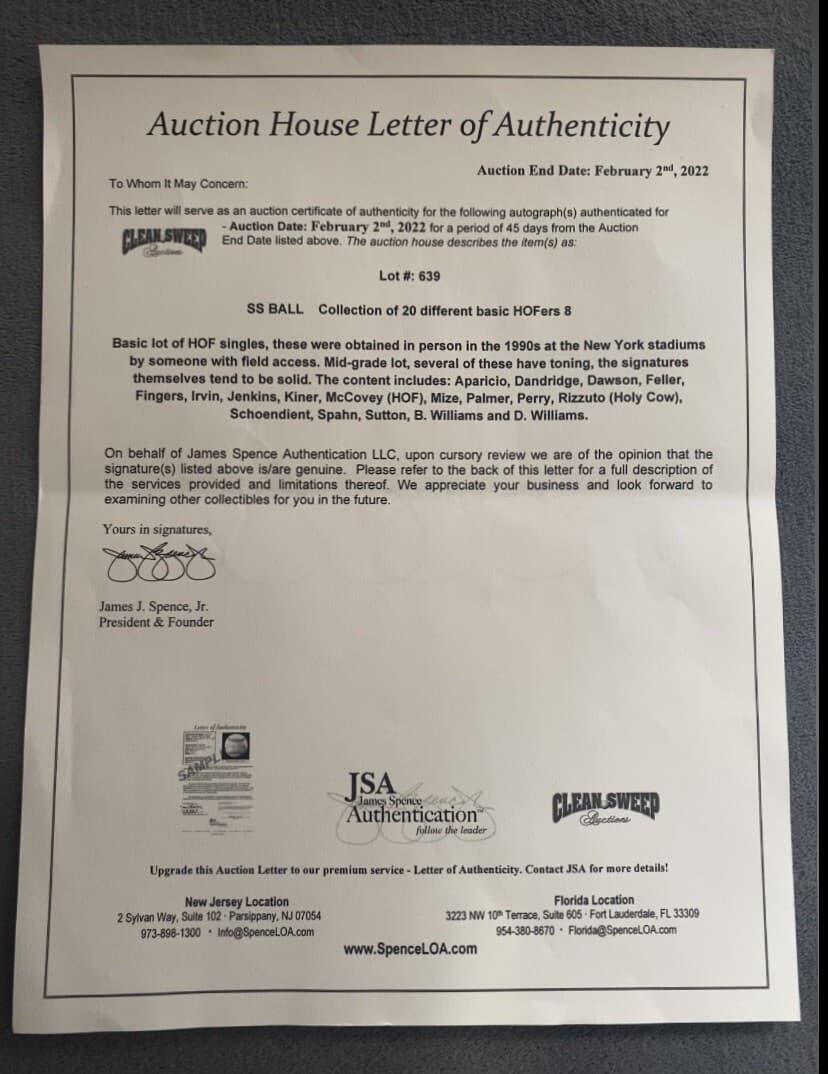 Auction House Letter of Authenticity
Auction End Date: February 2nd, 2022
To Whom It May Concern:
This letter will serve as an auction certificate of authenticity for the following autograph(s) authenticated for
CLEAN SWEEP
Auctions
- Auction Date: February 2nd, 2022 for a period of 45 days from the Auction
End Date listed above. The auction house describes the item(s) as:
Lot #: 639
SS BALL Collection of 20 different basic HOFers 8
Basic lot of HOF singles, these were obtained in person in the 1990s at the New York stadiums
by someone with field access. Mid-grade lot, several of these have toning, the signatures
themselves tend to be solid. The content includes: Aparicio, Dandridge, Dawson, Feller,
Fingers, Irvin, Jenkins, Kiner, McCovey (HOF), Mize, Palmer, Perry, Rizzuto (Holy Cow),
Schoendient, Spahn, Sutton, B. Williams and D. Williams.
On behalf of James Spence Authentication LLC, upon cursory review we are of the opinion that the
signature(s) listed above is/are genuine. Please refer to the back of this letter for a full description of
the services provided and limitations thereof. We appreciate your business and look forward to
examining other collectibles for you in the future.
Yours in signatures,
James Spence Jr
James J. Spence, Jr.
President & Founder
Letter of Authenticity
SAMPLE
JSA
James Spence
Authentication™
follow the leader
CLEAN SWEEP
Auctions
Upgrade this Auction Letter to our premium service - Letter of Authenticity. Contact JSA for more details!
New Jersey Location
2 Sylvan Way, Suite 102 · Parsippany, NJ 07054
973-898-1300 · Info@SpenceLOA.com
Florida Location
3223 NW 10th Terrace, Suite 605 · Fort Lauderdale, FL 33309
954-380-8670 · Florida@SpenceLOA.com
www.SpenceLOA.com